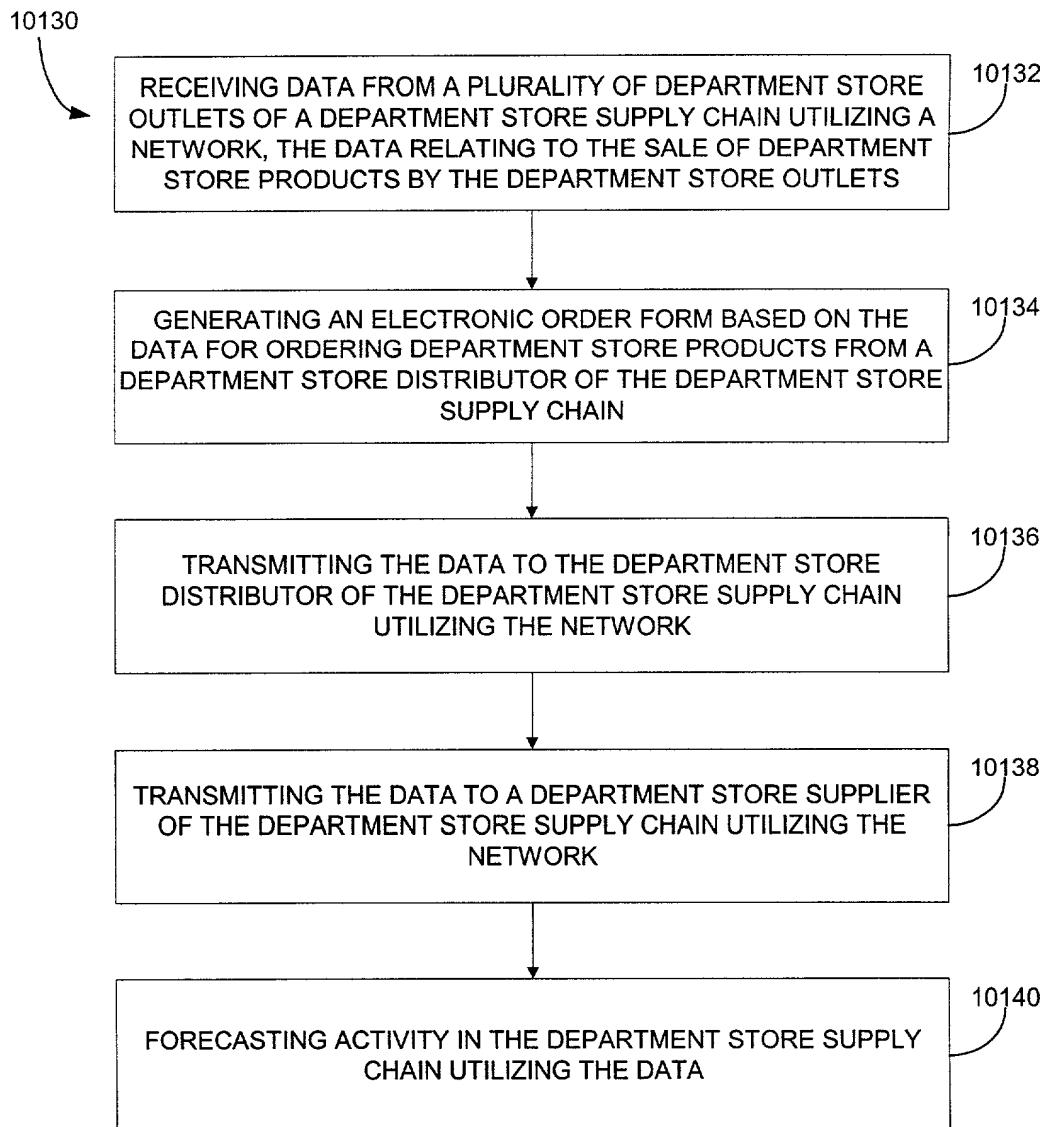 10130
RECEIVING DATA FROM A PLURALITY OF DEPARTMENT STORE
OUTLETS OF A DEPARTMENT STORE SUPPLY CHAIN UTILIZING A
NETWORK, THE DATA RELATING TO THE SALE OF DEPARTMENT
STORE PRODUCTS BY THE DEPARTMENT STORE OUTLETS
10132
GENERATING AN ELECTRONIC ORDER FORM BASED ON THE
DATA FOR ORDERING DEPARTMENT STORE PRODUCTS FROM A
DEPARTMENT STORE DISTRIBUTOR OF THE DEPARTMENT STORE
SUPPLY CHAIN
10134
TRANSMITTING THE DATA TO THE DEPARTMENT STORE
DISTRIBUTOR OF THE DEPARTMENT STORE SUPPLY CHAIN
UTILIZING THE NETWORK
10136
TRANSMITTING THE DATA TO A DEPARTMENT STORE SUPPLIER
OF THE DEPARTMENT STORE SUPPLY CHAIN UTILIZING THE
NETWORK
10138
FORECASTING ACTIVITY IN THE DEPARTMENT STORE SUPPLY
CHAIN UTILIZING THE DATA
10140